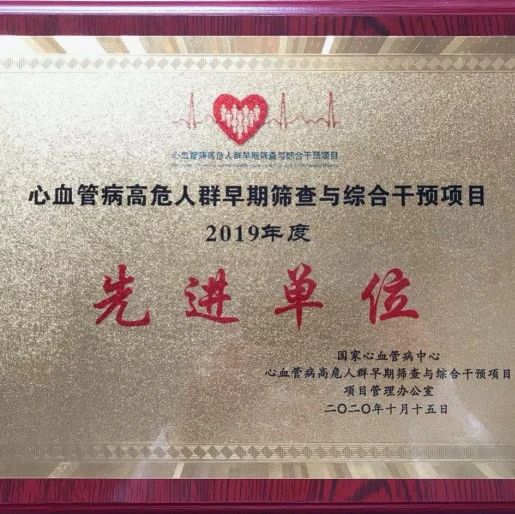 心血管病高危人群早期筛查与综合干预项目
心血管病高危人群早期筛查与综合干预项目
2019年度
先进单位
国家心血管病中心
心血管病高危人群早期筛查与综合干预项目
项目管理办公室
二〇二〇年十月十五日